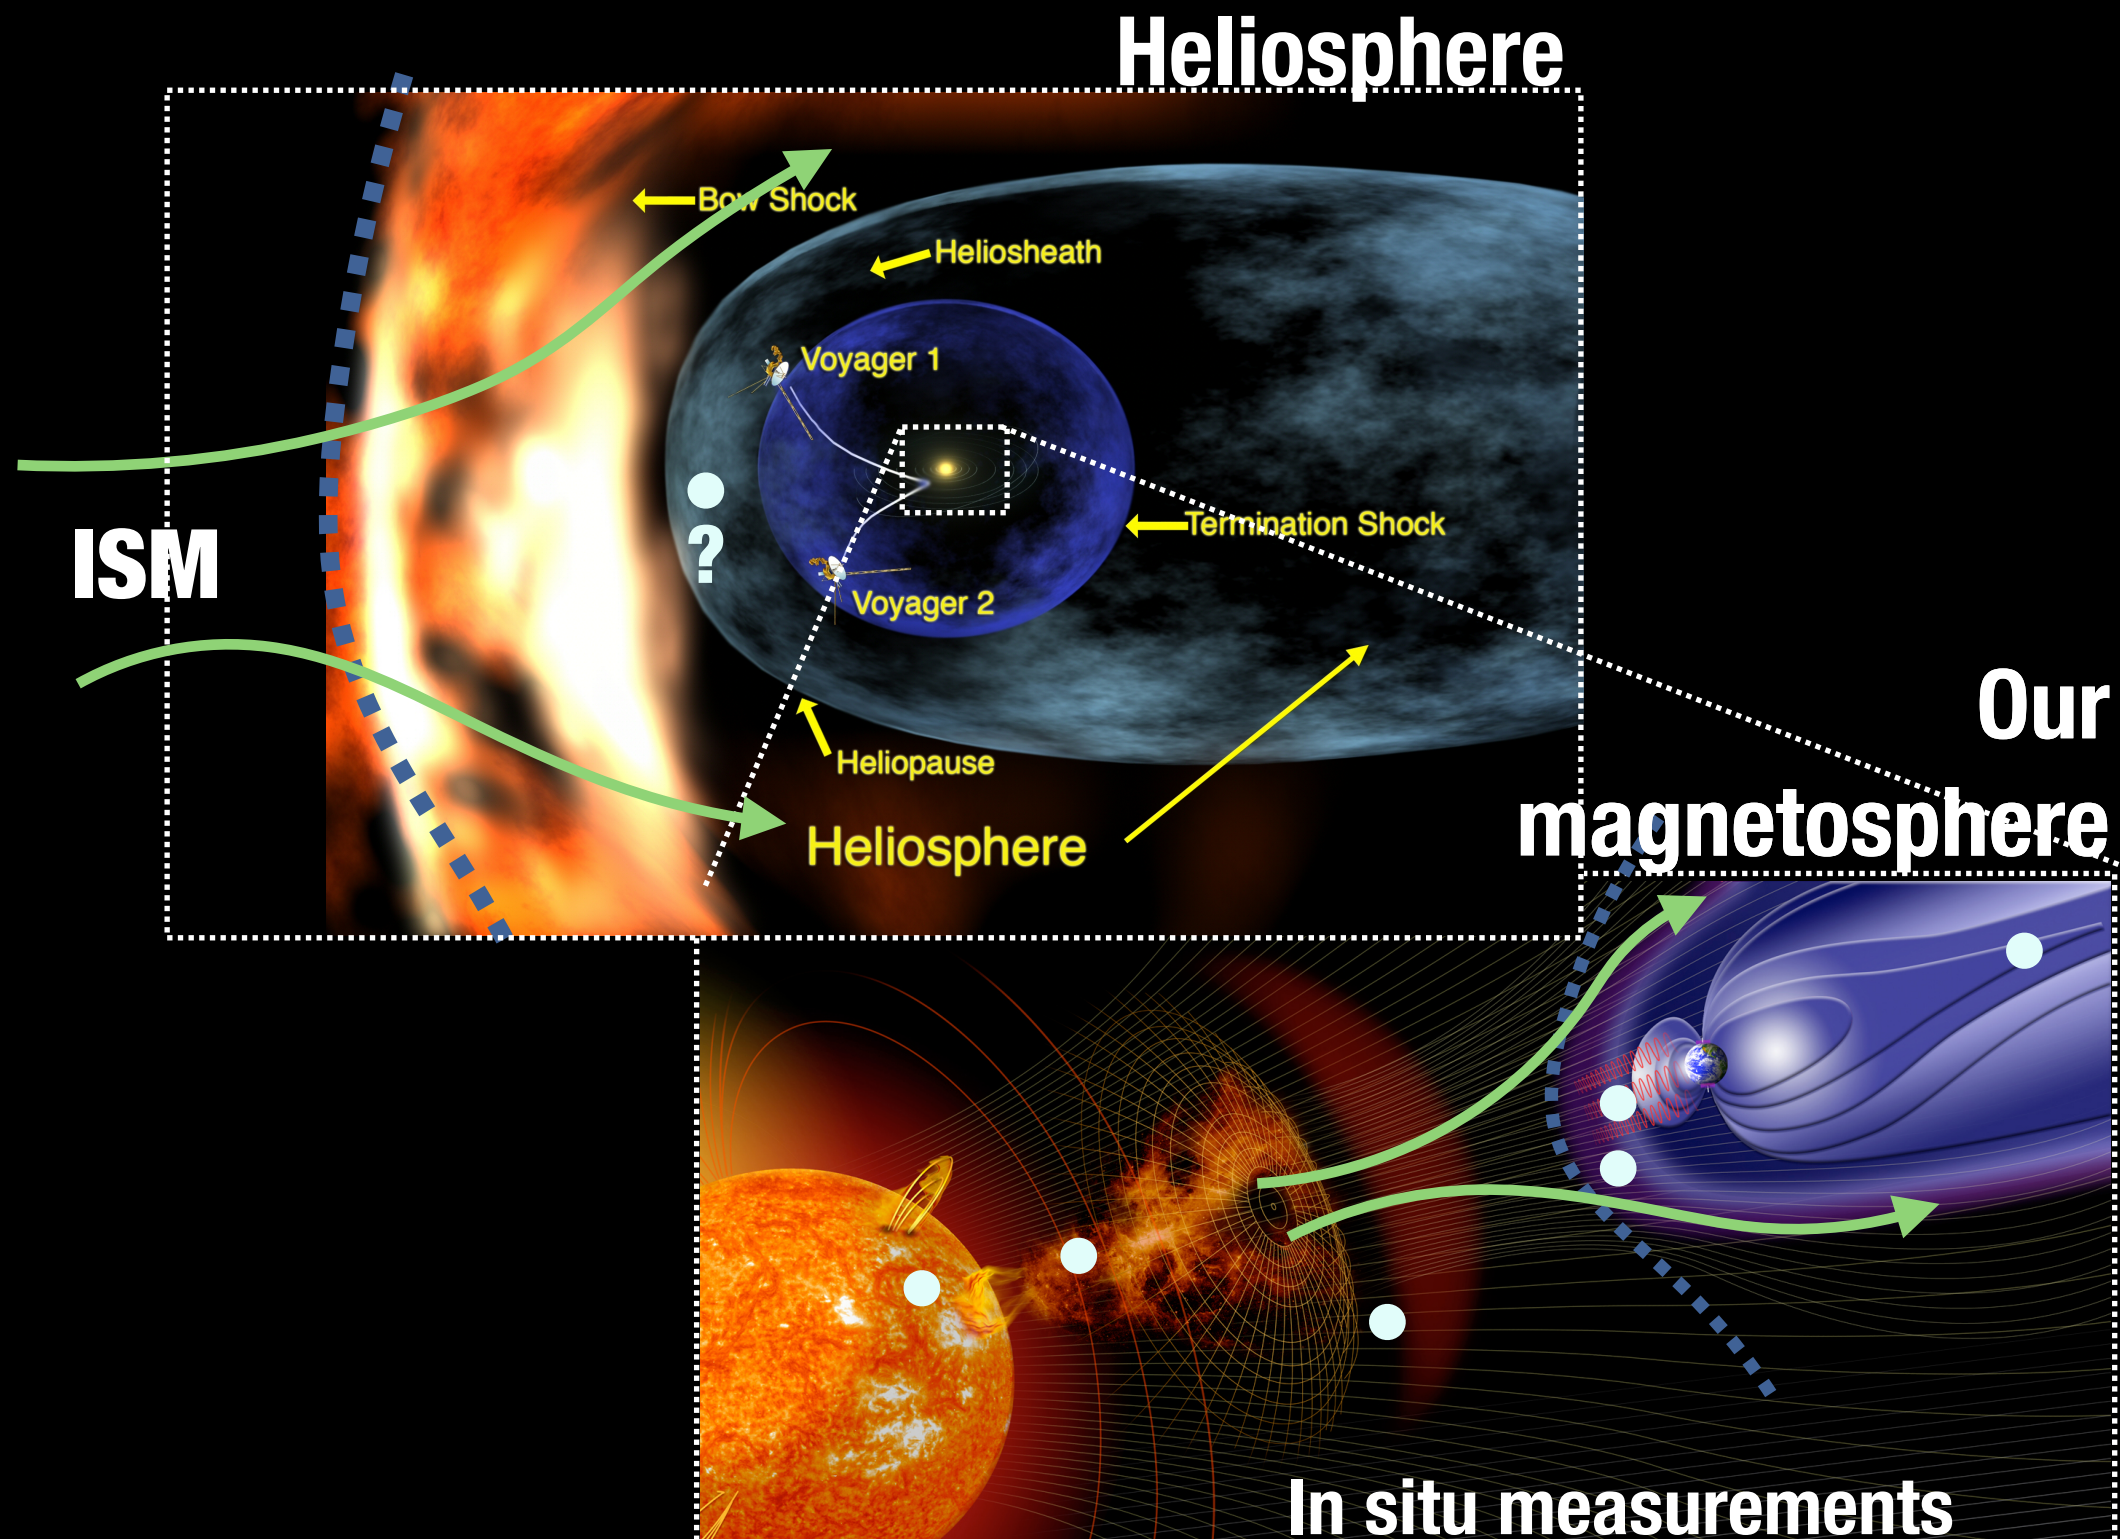 Heliosphere
Bow Shock
Heliosheath
Voyager 1
?
ISM
Termination Shock
Voyager 2
Heliopause
Heliosphere
Our
magnetosphere
In situ measurements